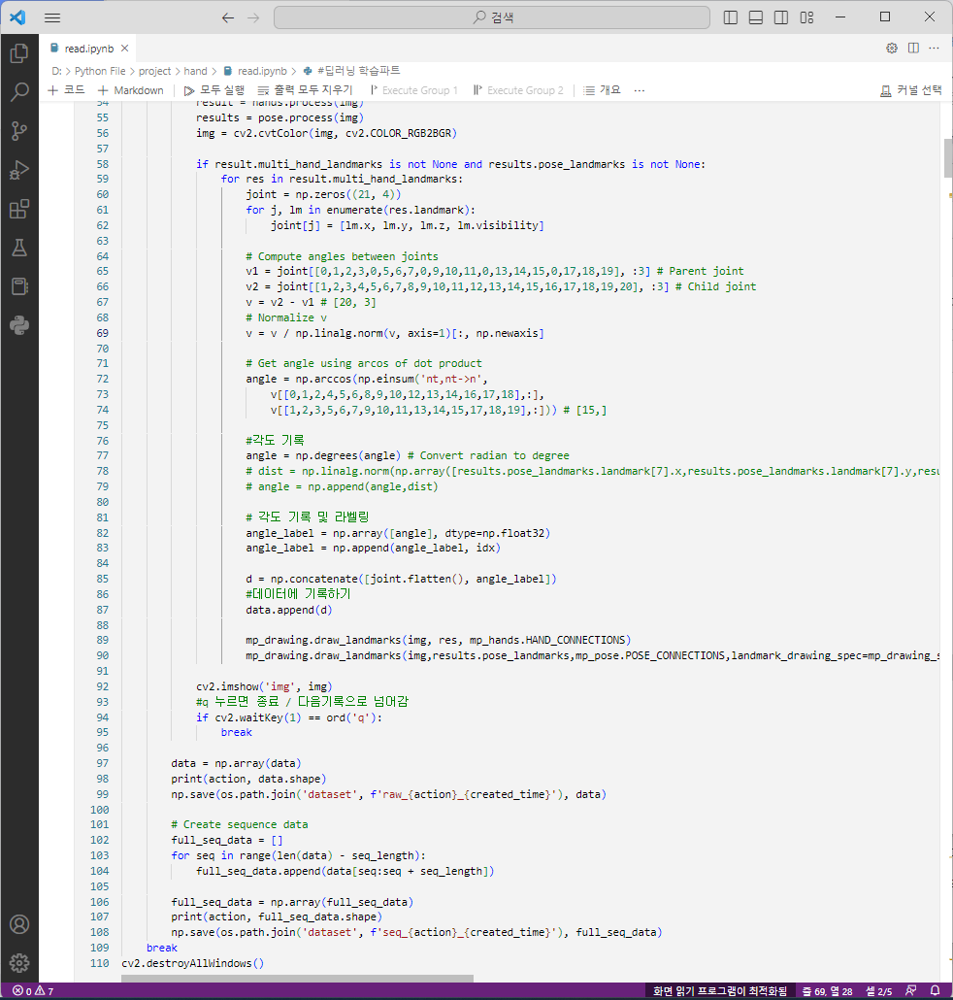 검색
read.ipynb
D: > Python File > project > hand > read.ipynb > #딥러닝 학습파트
코드 Markdown 모두 실행 출력 모두 지우기 Execute Group 1 Execute Group 2 개요 ... 커널 선택
54 result = hands.process(img)
55 results = pose.process(img)
56 img = cv2.cvtColor(img, cv2.COLOR_RGB2BGR)
57
58 if result.multi_hand_landmarks is not None and results.pose_landmarks is not None:
59 for res in result.multi_hand_landmarks:
60 joint = np.zeros((21, 4))
61 for j, lm in enumerate(res.landmark):
62 joint[j] = [lm.x, lm.y, lm.z, lm.visibility]
63
64 # Compute angles between joints
65 v1 = joint[[0,1,2,3,0,5,6,7,0,9,10,11,0,13,14,15,0,17,18,19], :3] # Parent joint
66 v2 = joint[[1,2,3,4,5,6,7,8,9,10,11,12,13,14,15,16,17,18,19,20], :3] # Child joint
67 v = v2 - v1 # [20, 3]
68 # Normalize v
69 v = v / np.linalg.norm(v, axis=1)[:, np.newaxis]
70
71 # Get angle using arcos of dot product
72 angle = np.arccos(np.einsum('nt,nt->n',
73 v[[0,1,2,4,5,6,8,9,10,12,13,14,16,17,18],:],
74 v[[1,2,3,5,6,7,9,10,11,13,14,15,17,18,19],:])) # [15,]
75
76 #각도 기록
77 angle = np.degrees(angle) # Convert radian to degree
78 # dist = np.linalg.norm(np.array([results.pose_landmarks.landmark[7].x,results.pose_landmarks.landmark[7].y,resu
79 # angle = np.append(angle,dist)
80
81 # 각도 기록 및 라벨링
82 angle_label = np.array([angle], dtype=np.float32)
83 angle_label = np.append(angle_label, idx)
84
85 d = np.concatenate([joint.flatten(), angle_label])
86 #데이터에 기록하기
87 data.append(d)
88
89 mp_drawing.draw_landmarks(img, res, mp_hands.HAND_CONNECTIONS)
90 mp_drawing.draw_landmarks(img,results.pose_landmarks,mp_pose.POSE_CONNECTIONS,landmark_drawing_spec=mp_drawing_s
91
92 cv2.imshow('img', img)
93 #q 누르면 종료 / 다음기록으로 넘어감
94 if cv2.waitKey(1) == ord('q'):
95 break
96
97 data = np.array(data)
98 print(action, data.shape)
99 np.save(os.path.join('dataset', f'raw_{action}_{created_time}'), data)
100
101 # Create sequence data
102 full_seq_data = []
103 for seq in range(len(data) - seq_length):
104 full_seq_data.append(data[seq:seq + seq_length])
105
106 full_seq_data = np.array(full_seq_data)
107 print(action, full_seq_data.shape)
108 np.save(os.path.join('dataset', f'seq_{action}_{created_time}'), full_seq_data)
109 break
110 cv2.destroyAllWindows()
0 7 화면 읽기 프로그램이 최적화됨 줄 69, 열 28 셀 2/5